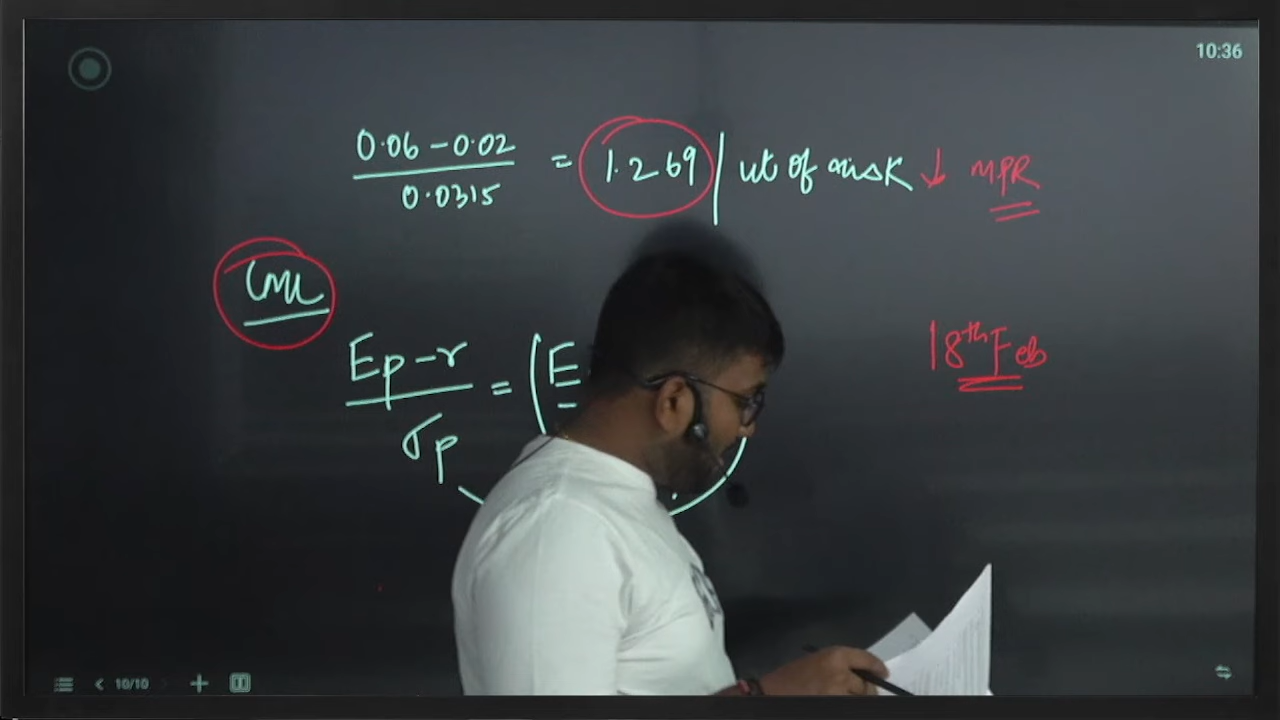 10:36
0.06 - 0.02
0.0315
= 1.269 | ut of risk ↓ MPR
CML
18th Feb
Ep - r
σp
= (E
10/10